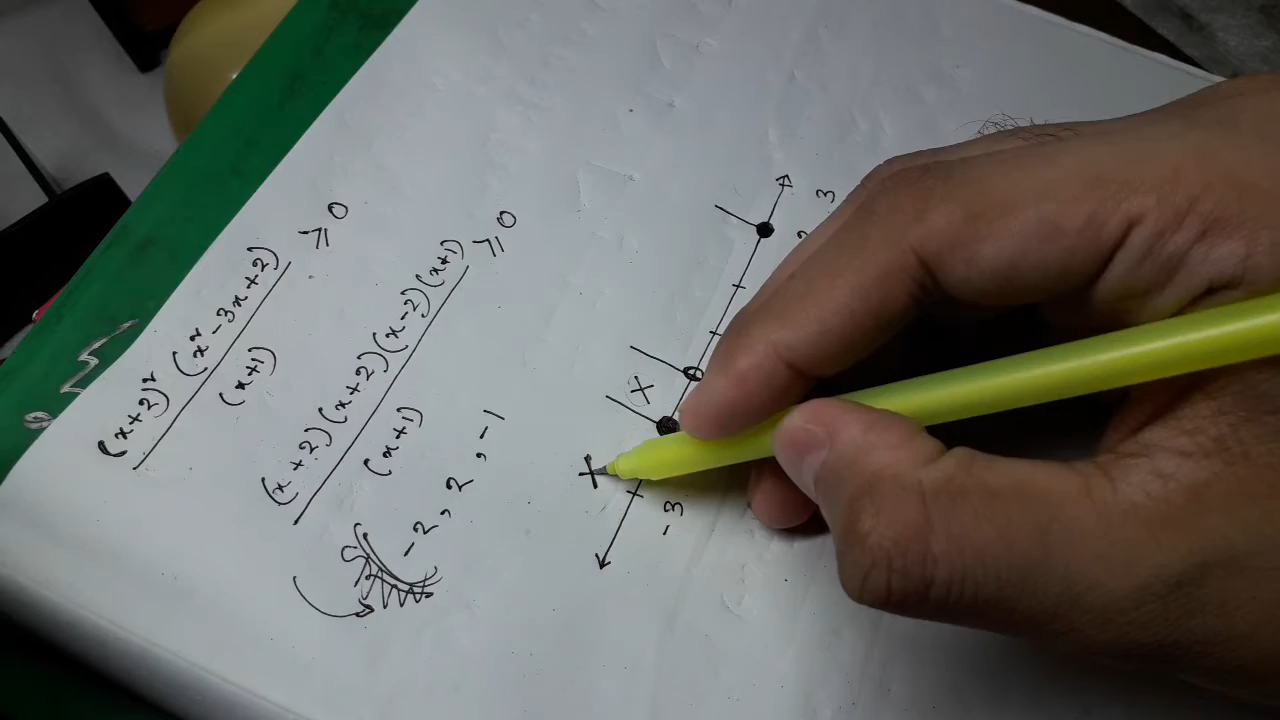 (x+2)² (x²-3x+2)
(x+1)
≥ 0
(x+2)(x+2)(x-2)(x+1)
(x+1)
≥ 0
-2, 2, -1
-3
3
X
X